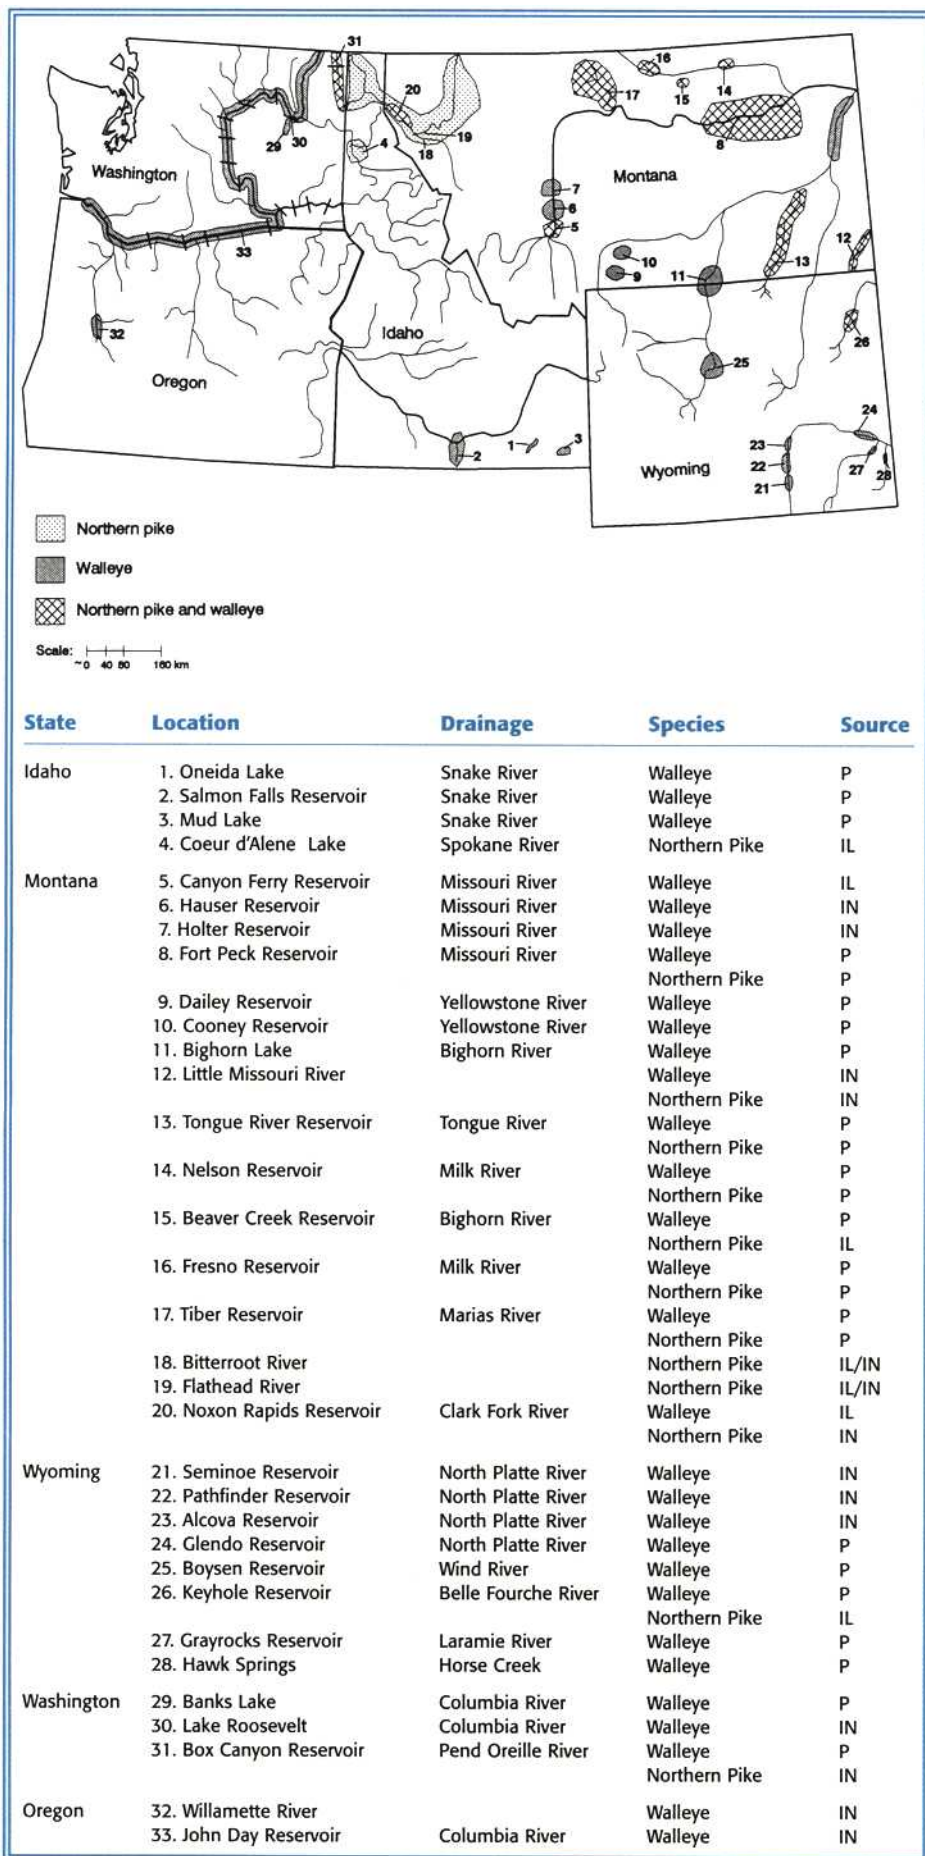 31
16
14
15
17
20
19
18
4
8
29
30
Washington
Montana
7
6
5
12
13
33
10
9
11
32
Idaho
26
Oregon
25
24
23
22
21
27
28
1
3
2
Wyoming
Northern pike
Walleye
Northern pike and walleye
Scale:
~0 40 80 160 km
State Location Drainage Species Source
Idaho 1. Oneida Lake Snake River Walleye P
2. Salmon Falls Reservoir Snake River Walleye P
3. Mud Lake Snake River Walleye P
4. Coeur d'Alene Lake Spokane River Northern Pike IL
Montana 5. Canyon Ferry Reservoir Missouri River Walleye IL
6. Hauser Reservoir Missouri River Walleye IN
7. Holter Reservoir Missouri River Walleye IN
8. Fort Peck Reservoir Missouri River Walleye P
Northern Pike P
9. Dailey Reservoir Yellowstone River Walleye P
10. Cooney Reservoir Yellowstone River Walleye P
11. Bighorn Lake Bighorn River Walleye P
12. Little Missouri River Walleye IN
Northern Pike IN
13. Tongue River Reservoir Tongue River Walleye P
Northern Pike P
14. Nelson Reservoir Milk River Walleye P
Northern Pike P
15. Beaver Creek Reservoir Bighorn River Walleye P
Northern Pike IL
16. Fresno Reservoir Milk River Walleye P
Northern Pike P
17. Tiber Reservoir Marias River Walleye P
Northern Pike P
18. Bitterroot River Northern Pike IL/IN
19. Flathead River Northern Pike IL/IN
20. Noxon Rapids Reservoir Clark Fork River Walleye IL
Northern Pike IN
Wyoming 21. Seminoe Reservoir North Platte River Walleye IN
22. Pathfinder Reservoir North Platte River Walleye IN
23. Alcova Reservoir North Platte River Walleye IN
24. Glendo Reservoir North Platte River Walleye P
25. Boysen Reservoir Wind River Walleye P
26. Keyhole Reservoir Belle Fourche River Walleye P
Northern Pike IL
27. Grayrocks Reservoir Laramie River Walleye P
28. Hawk Springs Horse Creek Walleye P
Washington 29. Banks Lake Columbia River Walleye P
30. Lake Roosevelt Columbia River Walleye IN
31. Box Canyon Reservoir Pend Oreille River Walleye P
Northern Pike IN
Oregon 32. Willamette River Walleye IN
33. John Day Reservoir Columbia River Walleye IN